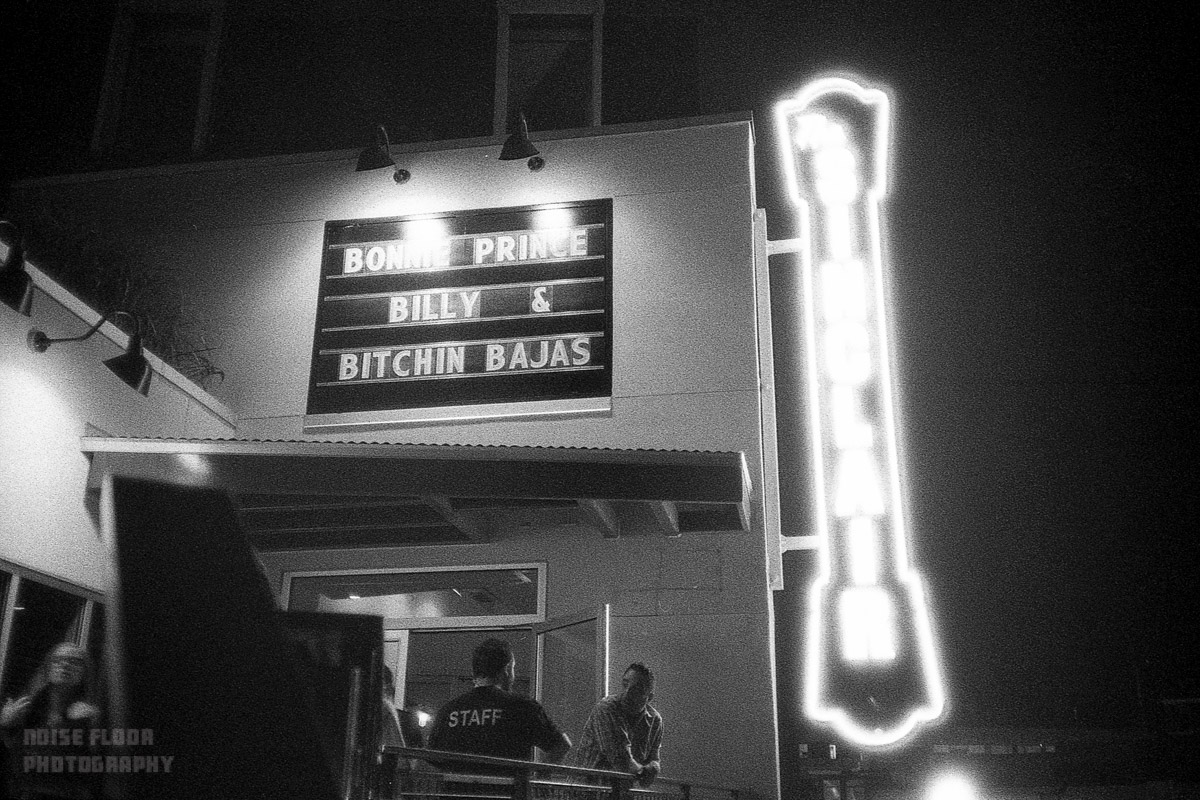 BONNIE PRINCE
BILLY &
BITCHIN BAJAS
STAFF
NOISE FLOOR
PHOTOGRAPHY